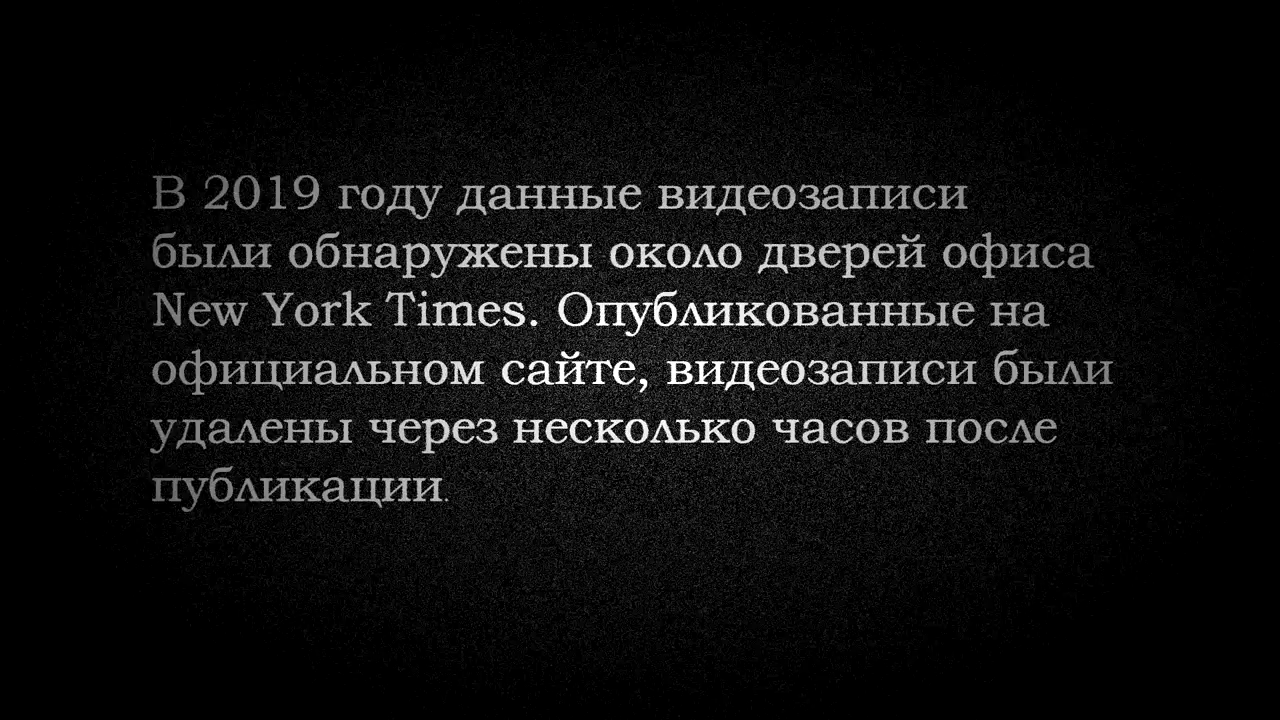 В 2019 году данные видеозаписи
были обнаружены около дверей офиса
New York Times. Опубликованные на
официальном сайте, видеозаписи были
удалены через несколько часов после
публикации.